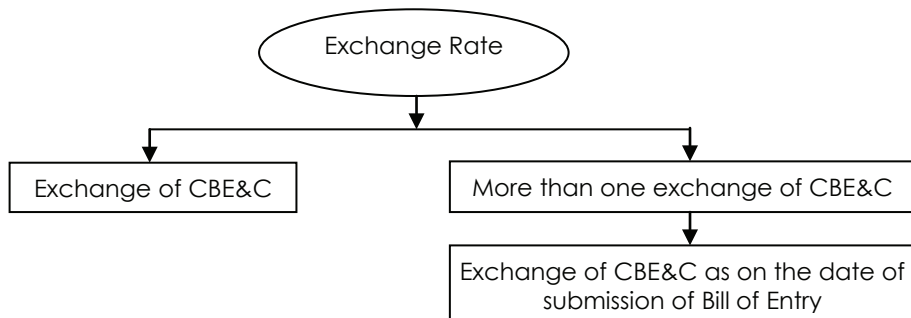 Exchange Rate
Exchange of CBE&C
More than one exchange of CBE&C
Exchange of CBE&C as on the date of
submission of Bill of Entry